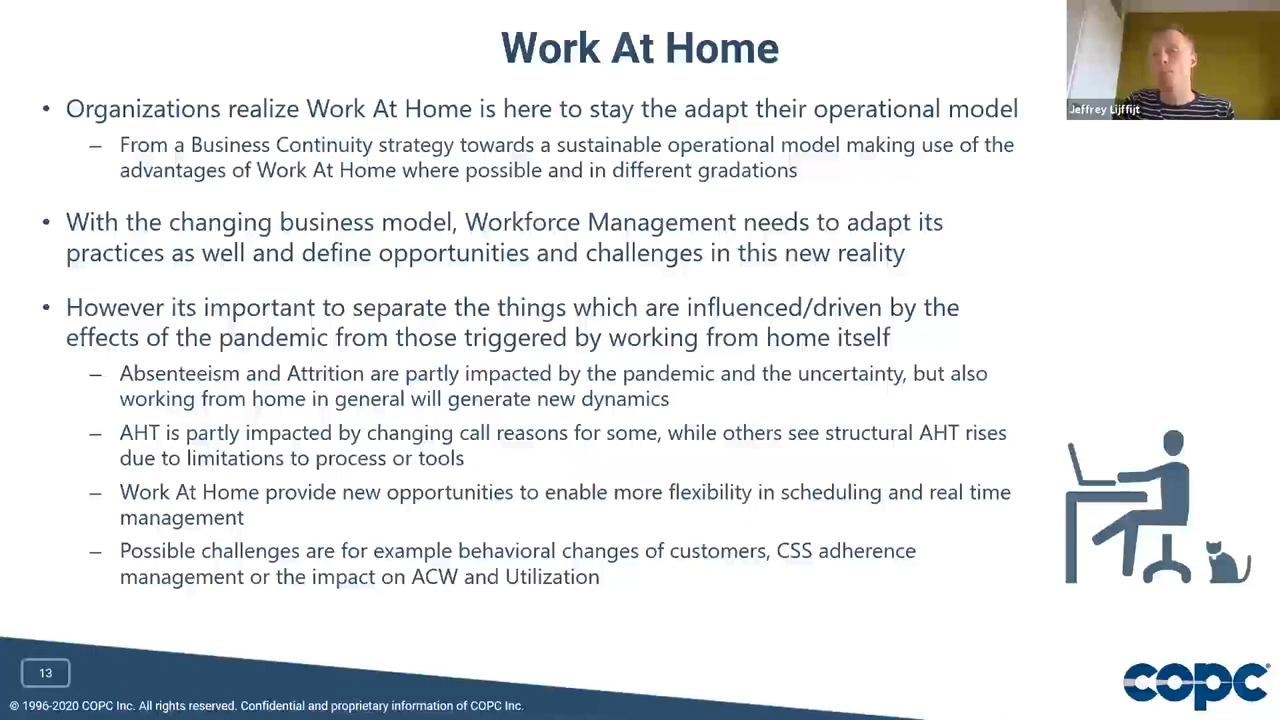 Work At Home
Jeffrey Lijffijt
• Organizations realize Work At Home is here to stay the adapt their operational model
– From a Business Continuity strategy towards a sustainable operational model making use of the
advantages of Work At Home where possible and in different gradations
• With the changing business model, Workforce Management needs to adapt its
practices as well and define opportunities and challenges in this new reality
• However its important to separate the things which are influenced/driven by the
effects of the pandemic from those triggered by working from home itself
– Absenteeism and Attrition are partly impacted by the pandemic and the uncertainty, but also
working from home in general will generate new dynamics
– AHT is partly impacted by changing call reasons for some, while others see structural AHT rises
due to limitations to process or tools
– Work At Home provide new opportunities to enable more flexibility in scheduling and real time
management
– Possible challenges are for example behavioral changes of customers, CSS adherence
management or the impact on ACW and Utilization
13
© 1996-2020 COPC Inc. All rights reserved. Confidential and proprietary information of COPC Inc.
copc®